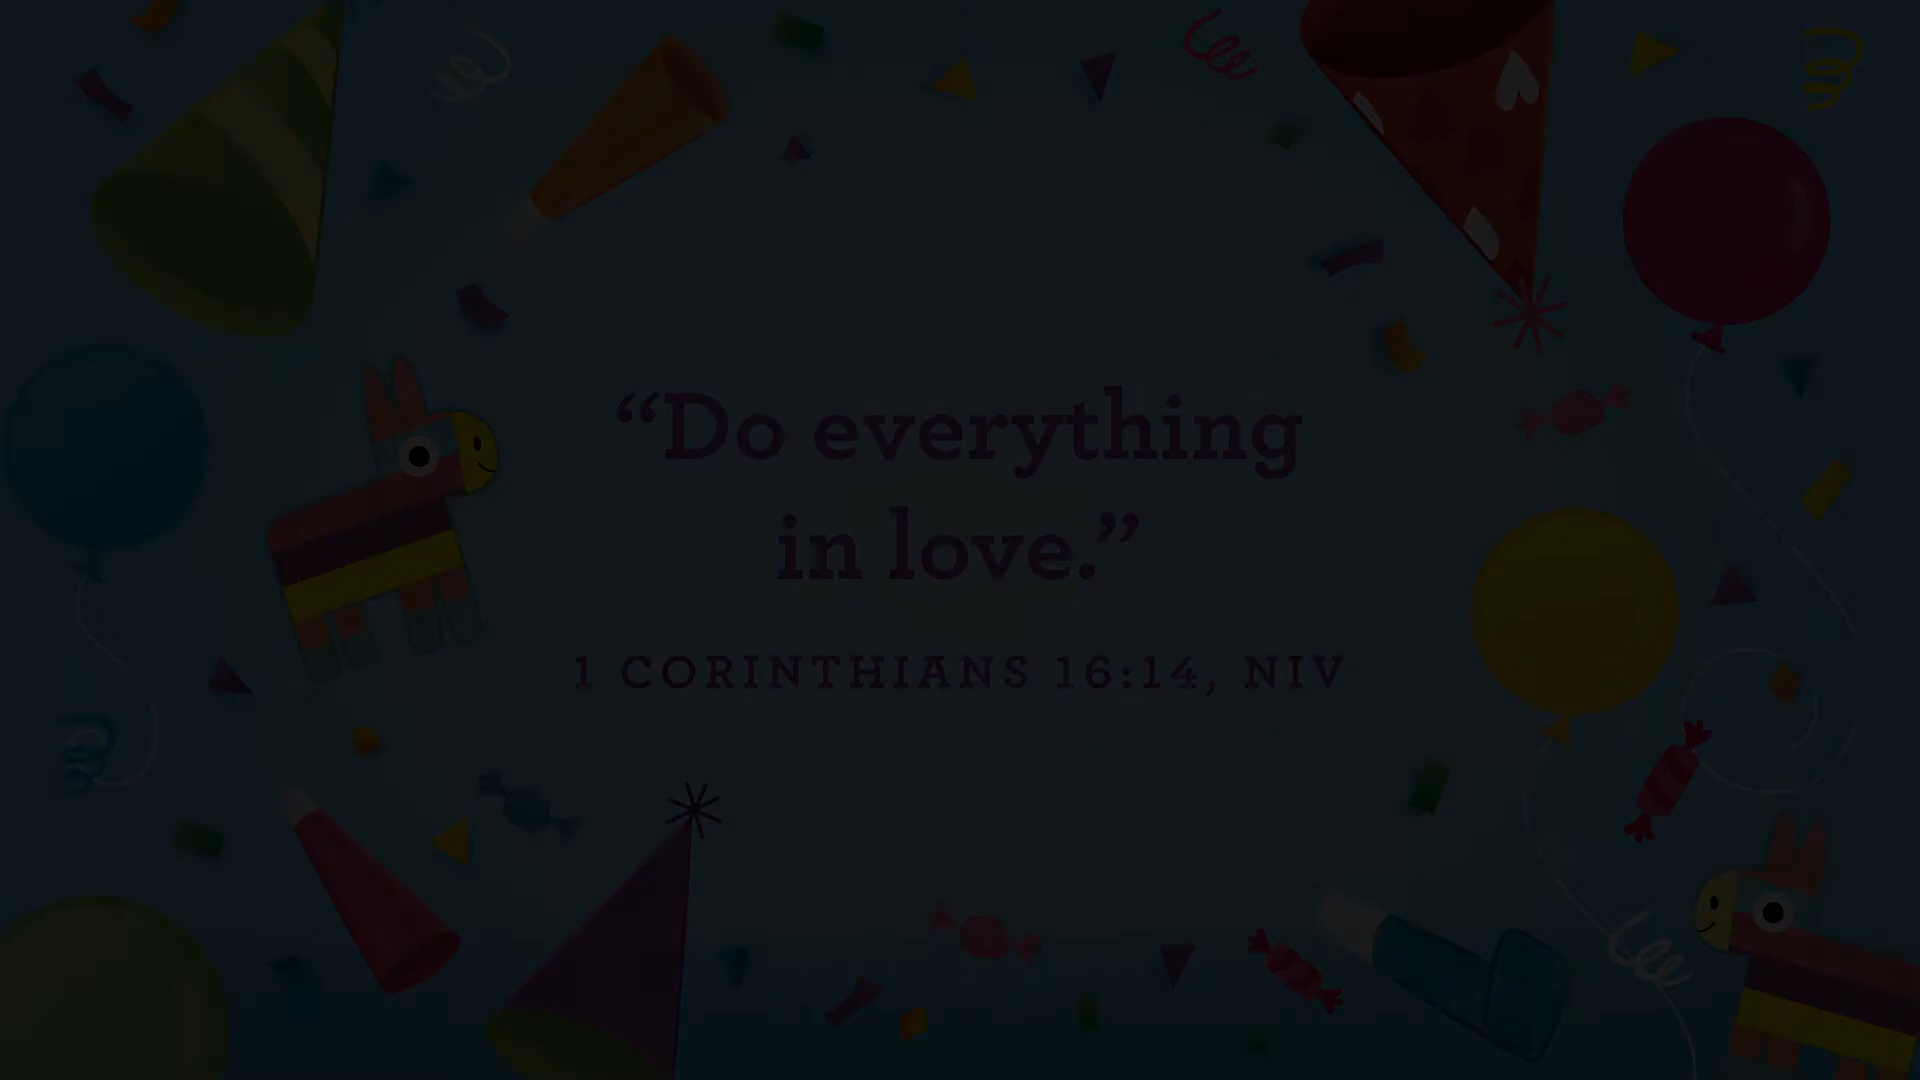 “Do everything
in love.”
1 CORINTHIANS 16:14, NIV